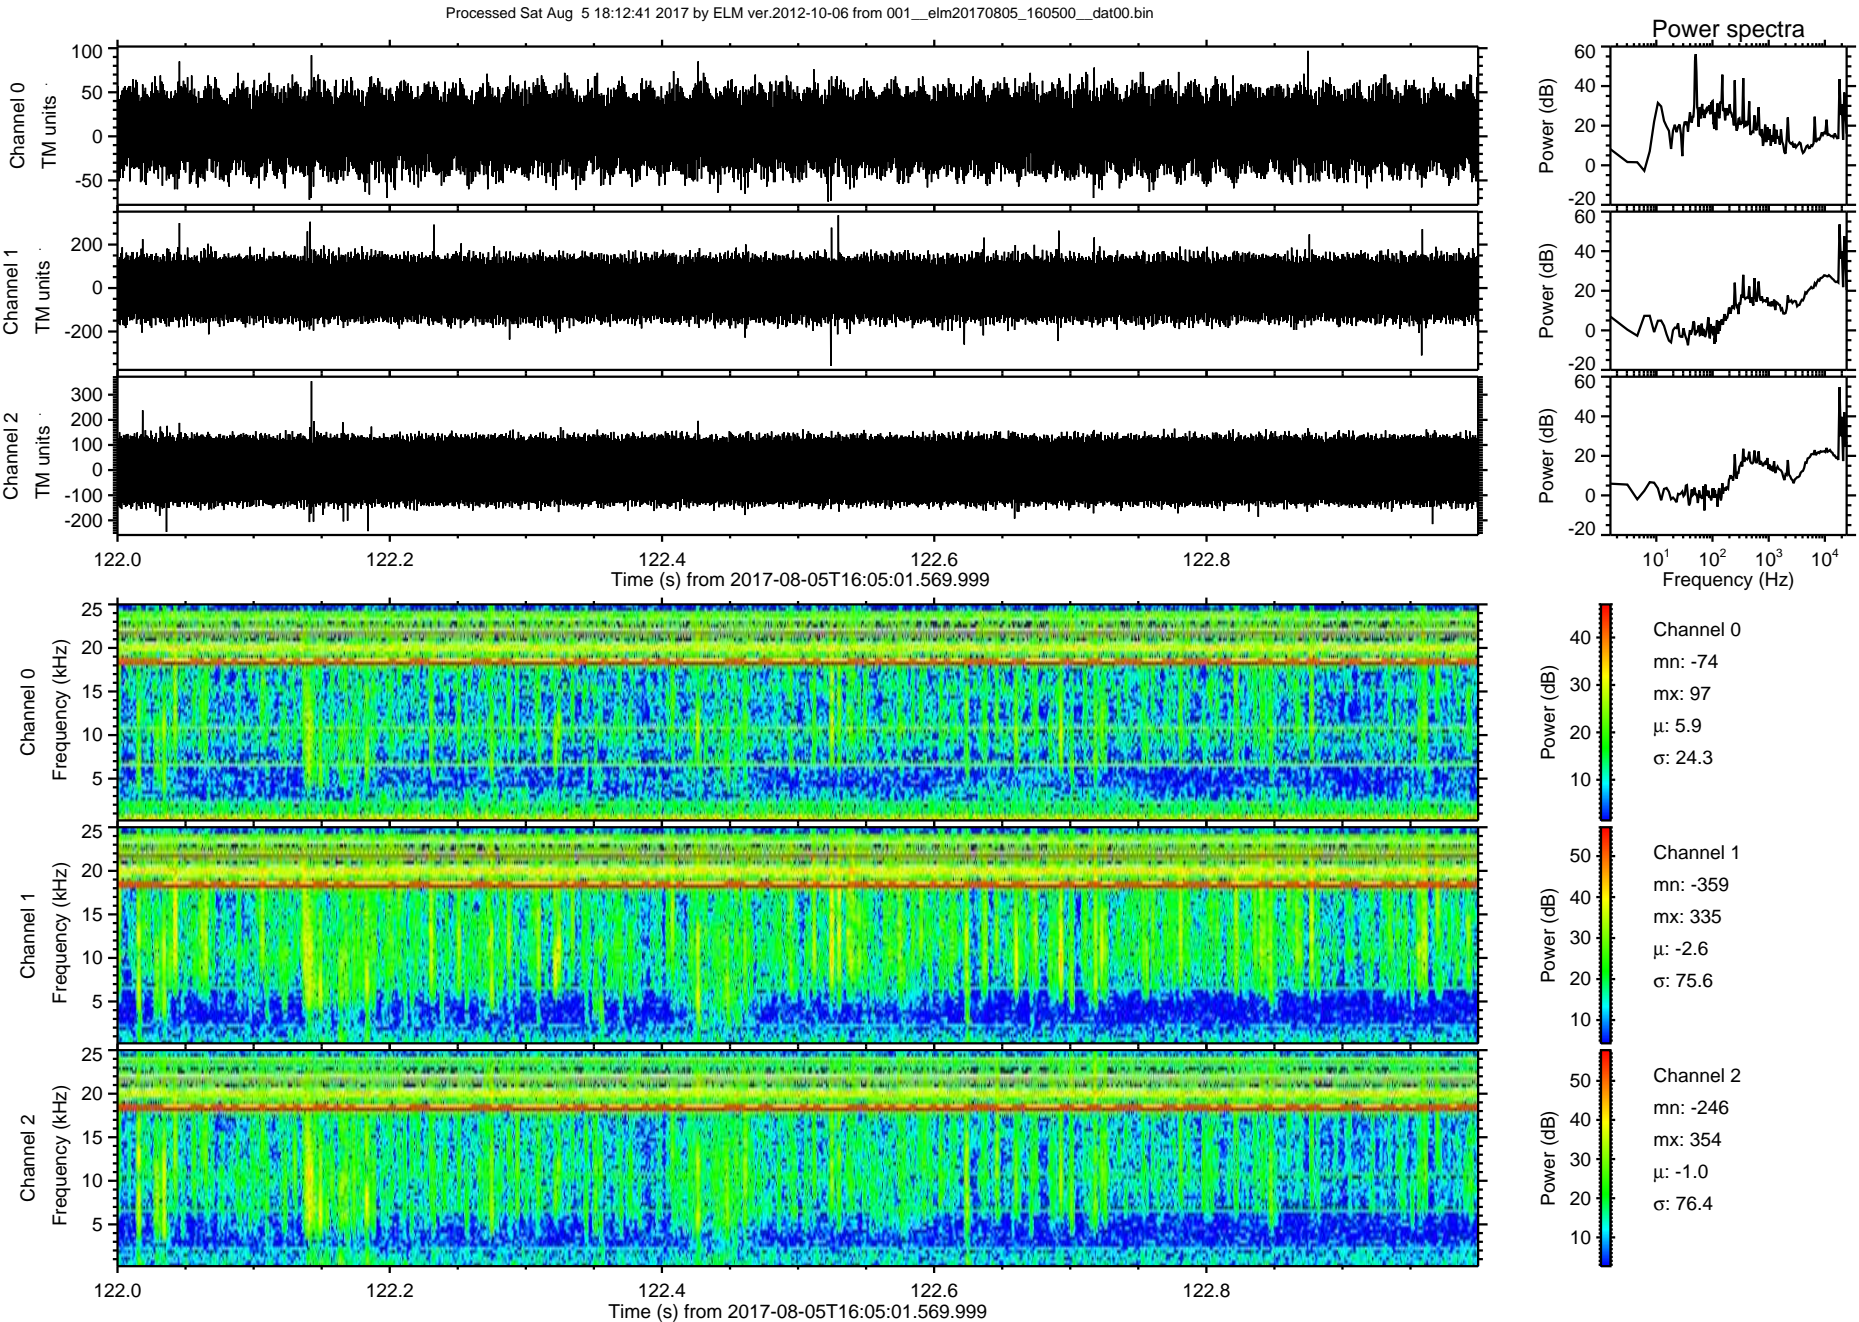 Processed Sat Aug  5 18:12:41 2017 by ELM ver.2012-10-06 from 001__elm20170805_160500__dat00.bin
Power spectra
Channel 0
TM units
100
50
0
-50
Power (dB)
60
40
20
0
-20
Channel 1
TM units
200
0
-200
Power (dB)
60
40
20
0
-20
Channel 2
TM units
300
200
100
0
-100
-200
Power (dB)
60
40
20
0
-20
122.0 122.2 122.4 122.6 122.8
Time (s) from 2017-08-05T16:05:01.569.999
10^1 10^2 10^3 10^4
Frequency (Hz)
Channel 0
Frequency (kHz)
25
20
15
10
5
Power (dB)
40
30
20
10
Channel 0
mn: -74
mx: 97
μ: 5.9
σ: 24.3
Channel 1
Frequency (kHz)
25
20
15
10
5
Power (dB)
50
40
30
20
10
Channel 1
mn: -359
mx: 335
μ: -2.6
σ: 75.6
Channel 2
Frequency (kHz)
25
20
15
10
5
Power (dB)
50
40
30
20
10
Channel 2
mn: -246
mx: 354
μ: -1.0
σ: 76.4
122.0 122.2 122.4 122.6 122.8
Time (s) from 2017-08-05T16:05:01.569.999